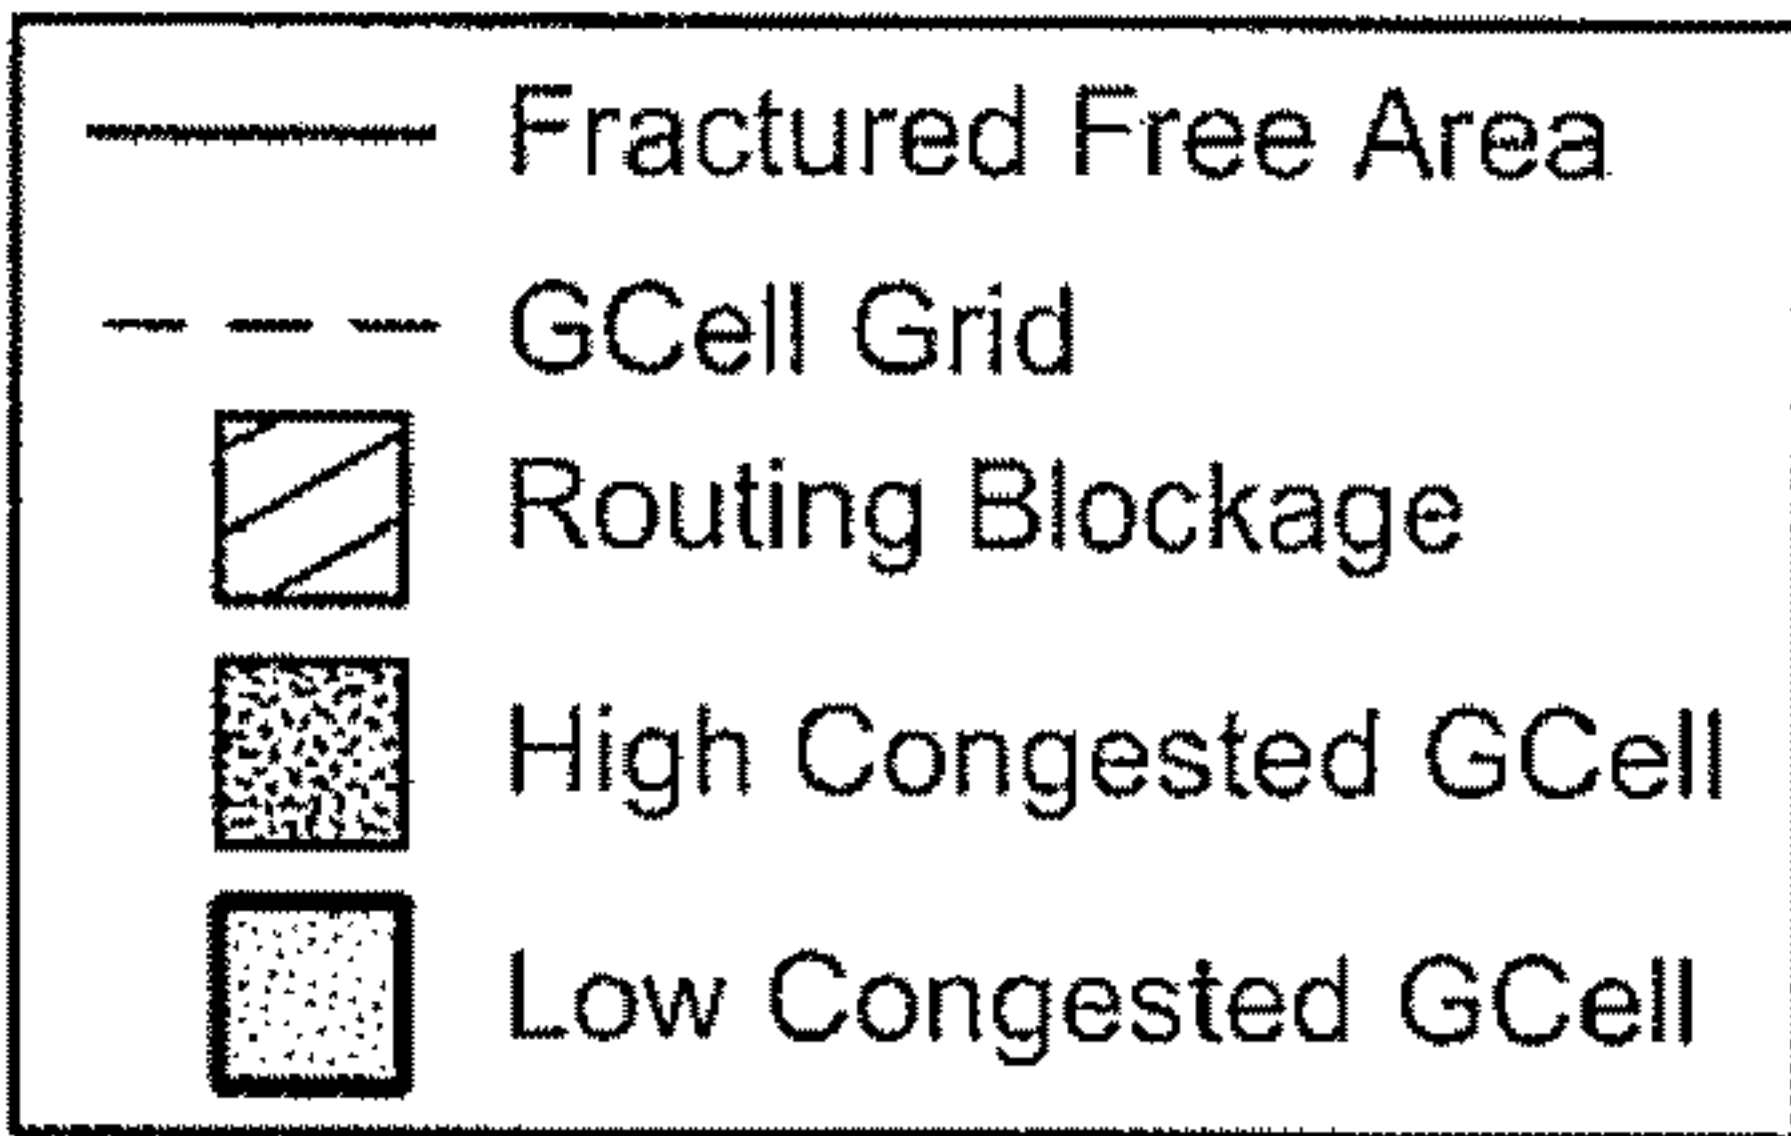 Fractured Free Area
GCell Grid
Routing Blockage
High Congested GCell
Low Congested GCell